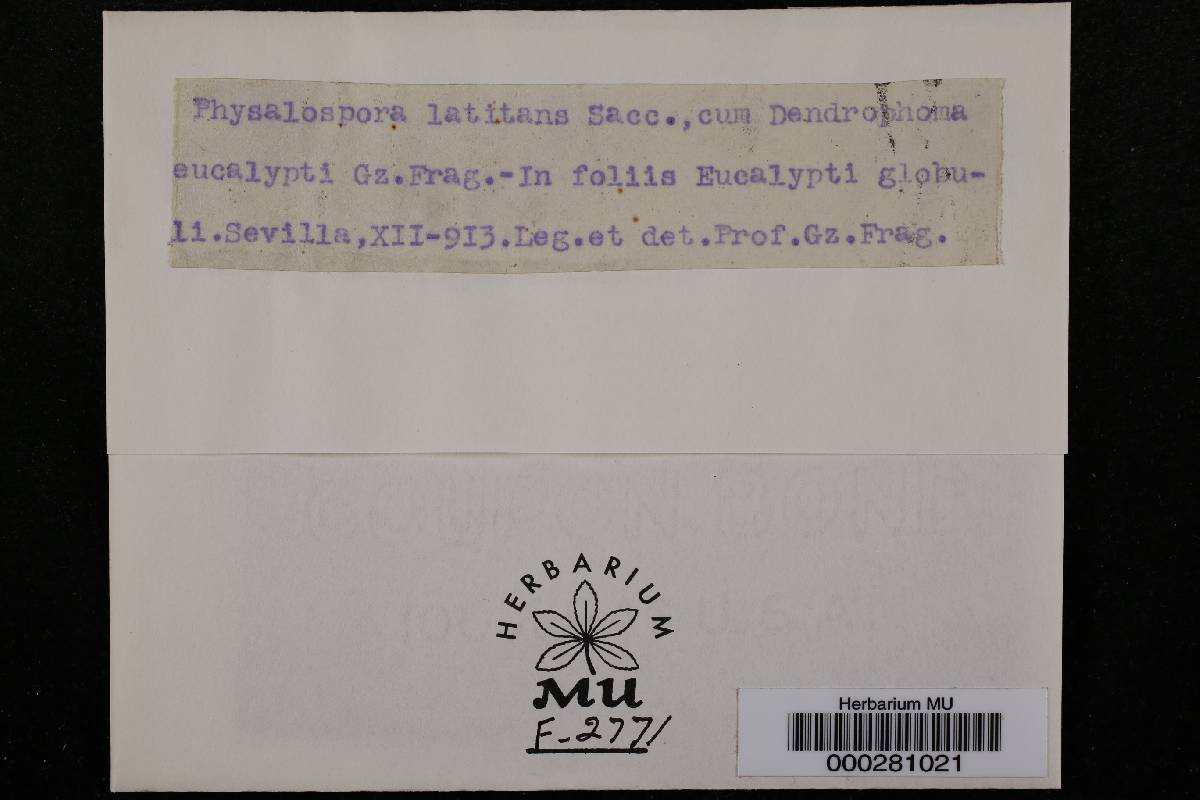 Physalospora latitans Sacc.,cum Dendrophoma
eucalypti Gz.Frag.-In foliis Eucalypti globu-
li.Sevilla,XII-913.Leg.et det.Prof.Gz.Frag.
HERBARIUM
MU
F-2771
Herbarium MU
000281021